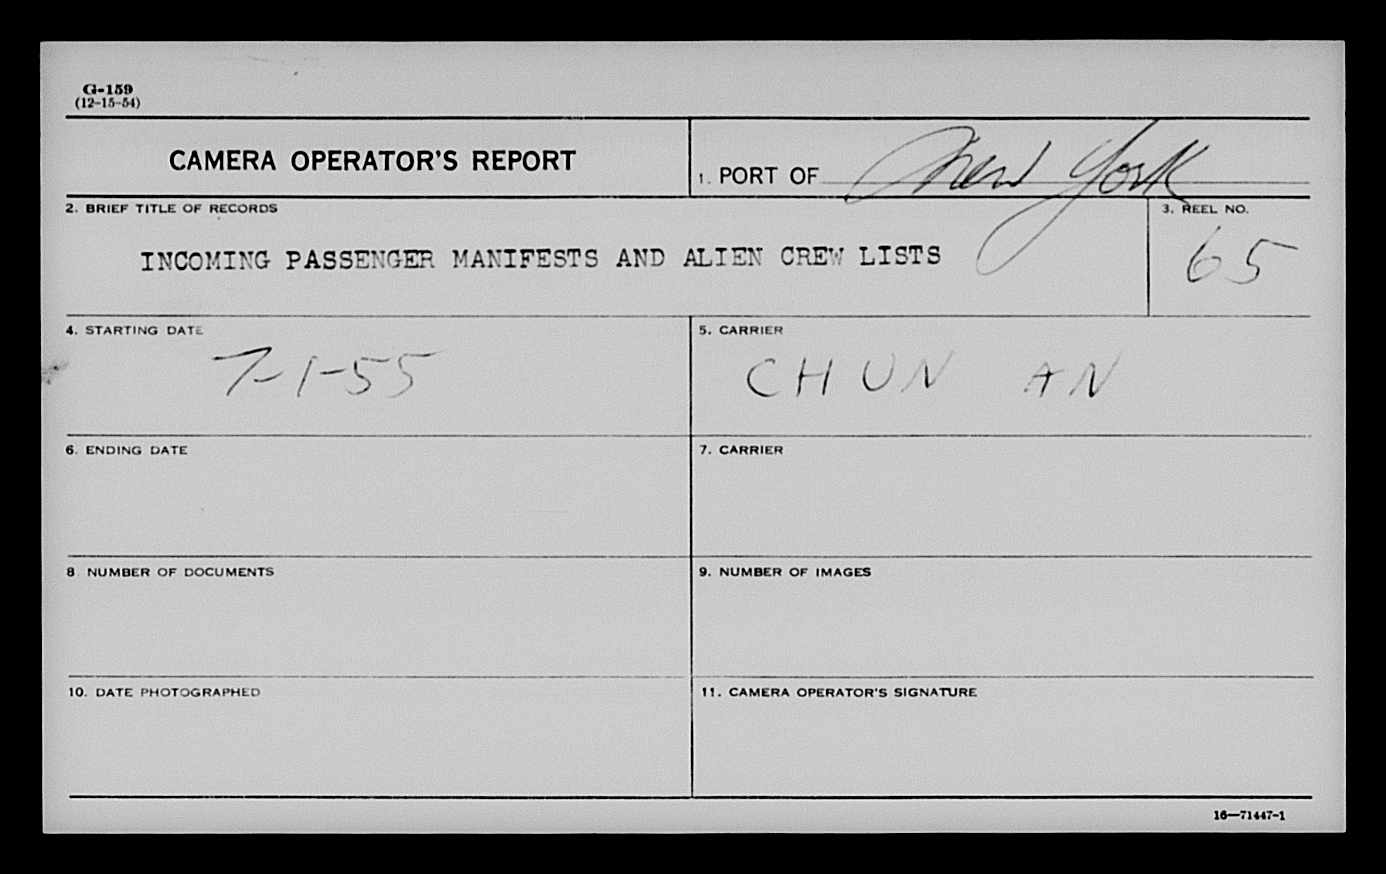 G-159
(12-15-54)
CAMERA OPERATOR'S REPORT
1. PORT OF New York
2. BRIEF TITLE OF RECORDS
3. REEL NO.
INCOMING PASSENGER MANIFESTS AND ALIEN CREW LISTS
65
4. STARTING DATE
5. CARRIER
7-1-55
CHUN AN
6. ENDING DATE
7. CARRIER
8 NUMBER OF DOCUMENTS
9. NUMBER OF IMAGES
10. DATE PHOTOGRAPHED
11. CAMERA OPERATOR'S SIGNATURE
16—71447-1